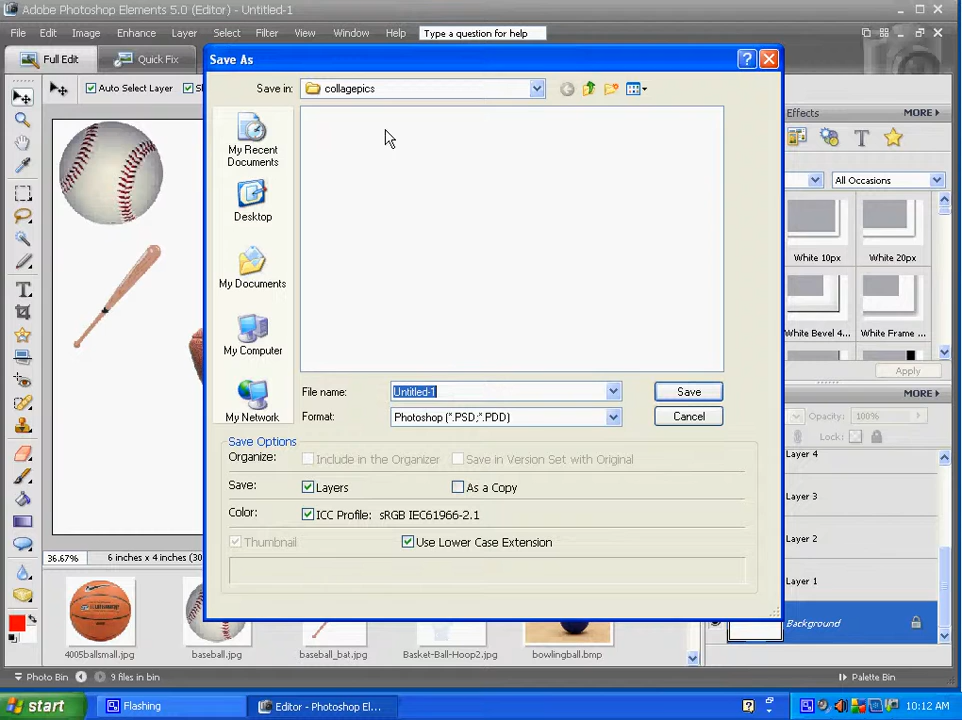 Adobe Photoshop Elements 5.0 (Editor) - Untitled-1
File Edit Image Enhance Layer Select Filter View Window Help Type a question for help
Full Edit Quick Fix
Auto Select Layer
Save As
Save in: collagepics
My Recent
Documents
Desktop
My Documents
My Computer
My Network
File name: Untitled-1 Save
Format: Photoshop (*.PSD;*.PDD) Cancel
Save Options
Organize: Include in the Organizer Save in Version Set with Original
Save: Layers As a Copy
Color: ICC Profile: sRGB IEC61966-2.1
Thumbnail Use Lower Case Extension
Effects MORE
All Occasions
White 10px White 20px
White Bevel 4... White Frame ...
Apply
MORE
Opacity: 100%
Lock:
Layer 4
Layer 3
Layer 2
Layer 1
Background
36.67% 6 inches x 4 inches (30
4005ballsmall.jpg baseball.jpg baseball_bat.jpg Basket-Ball-Hoop2.jpg bowlingball.bmp
Photo Bin 9 files in bin Palette Bin
start Flashing Editor - Photoshop El... 10:12 AM